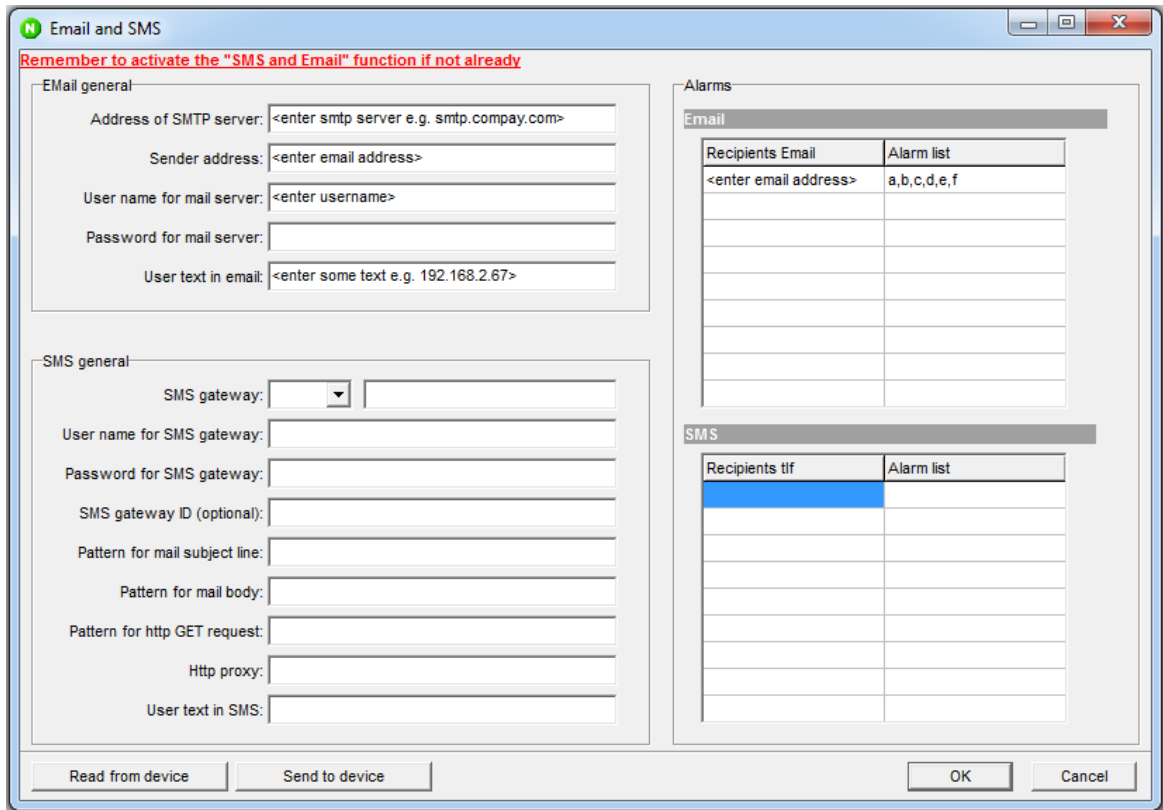 N Email and SMS
Remember to activate the "SMS and Email" function if not already
EMail general
Address of SMTP server: <enter smtp server e.g. smtp.compay.com>
Sender address: <enter email address>
User name for mail server: <enter username>
Password for mail server:
User text in email: <enter some text e.g. 192.168.2.67>
SMS general
SMS gateway:
User name for SMS gateway:
Password for SMS gateway:
SMS gateway ID (optional):
Pattern for mail subject line:
Pattern for mail body:
Pattern for http GET request:
Http proxy:
User text in SMS:
Alarms
Email
Recipients Email Alarm list
<enter email address> a,b,c,d,e,f
SMS
Recipients tlf Alarm list
Read from device Send to device OK Cancel